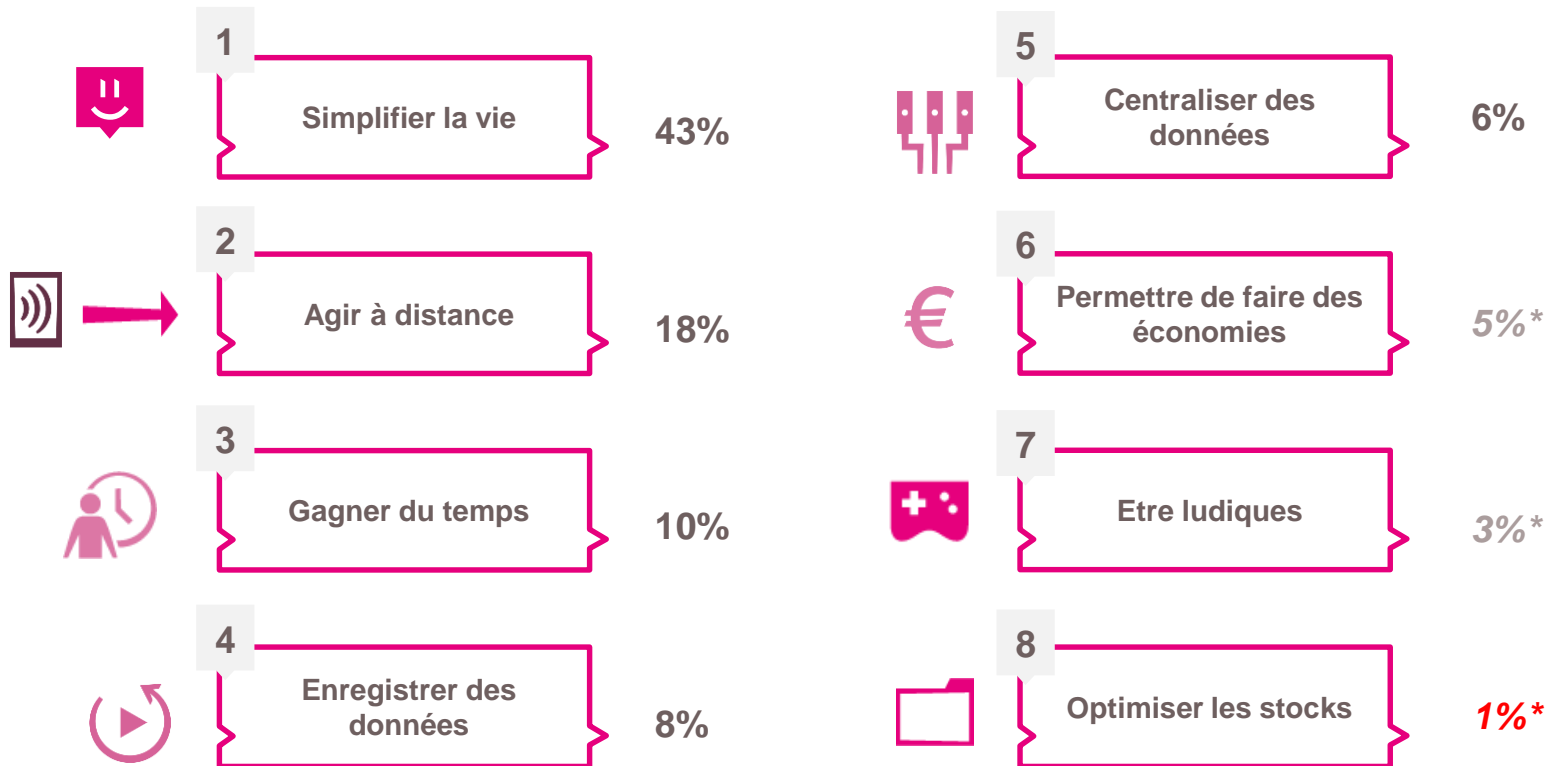 1
Simplifier la vie
43%
2
Agir à distance
18%
3
Gagner du temps
10%
4
Enregistrer des
données
8%
5
Centraliser des
données
6%
6
Permettre de faire des
économies
5%*
7
Etre ludiques
3%*
8
Optimiser les stocks
1%*